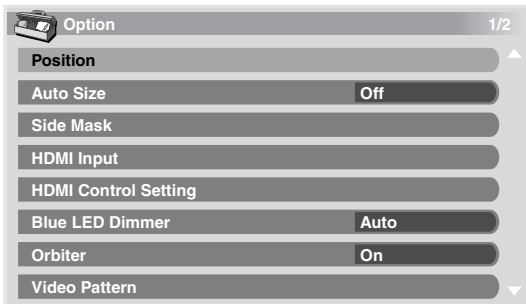 Option 1/2
Position
Auto Size Off
Side Mask
HDMI Input
HDMI Control Setting
Blue LED Dimmer Auto
Orbiter On
Video Pattern